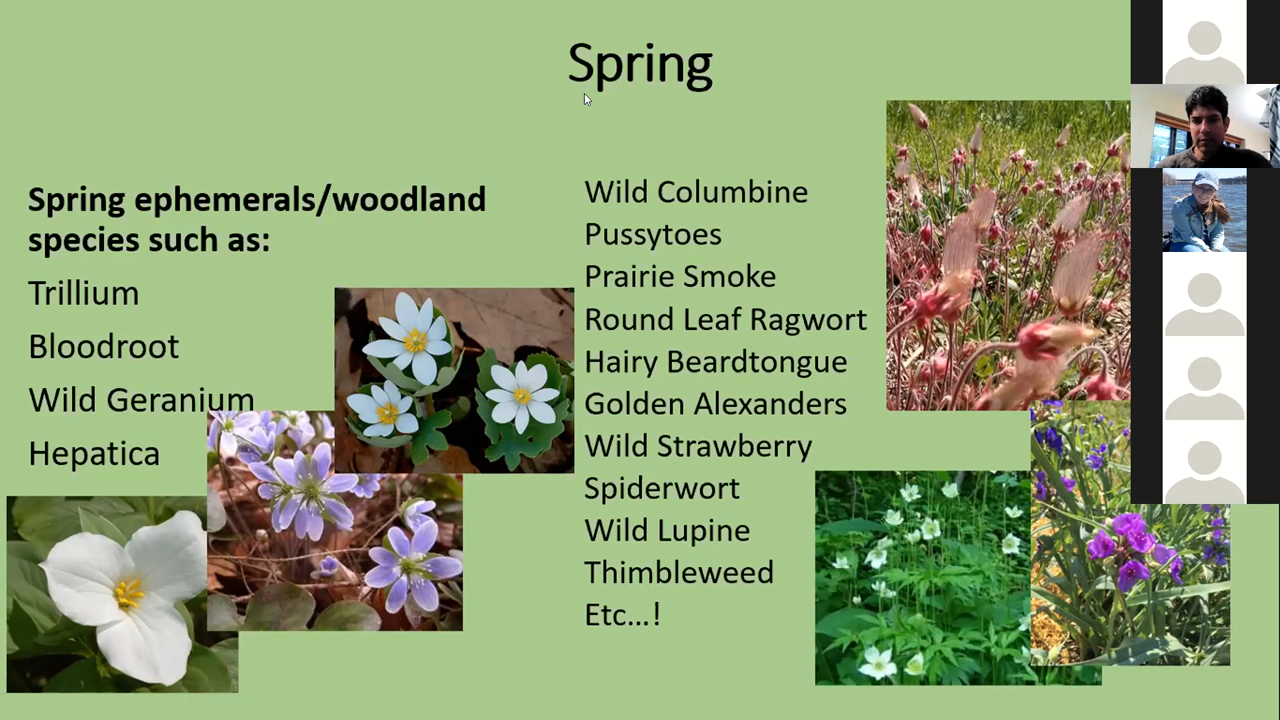 Spring
Spring ephemerals/woodland
species such as:
Trillium
Bloodroot
Wild Geranium
Hepatica
Wild Columbine
Pussytoes
Prairie Smoke
Round Leaf Ragwort
Hairy Beardtongue
Golden Alexanders
Wild Strawberry
Spiderwort
Wild Lupine
Thimbleweed
Etc...!